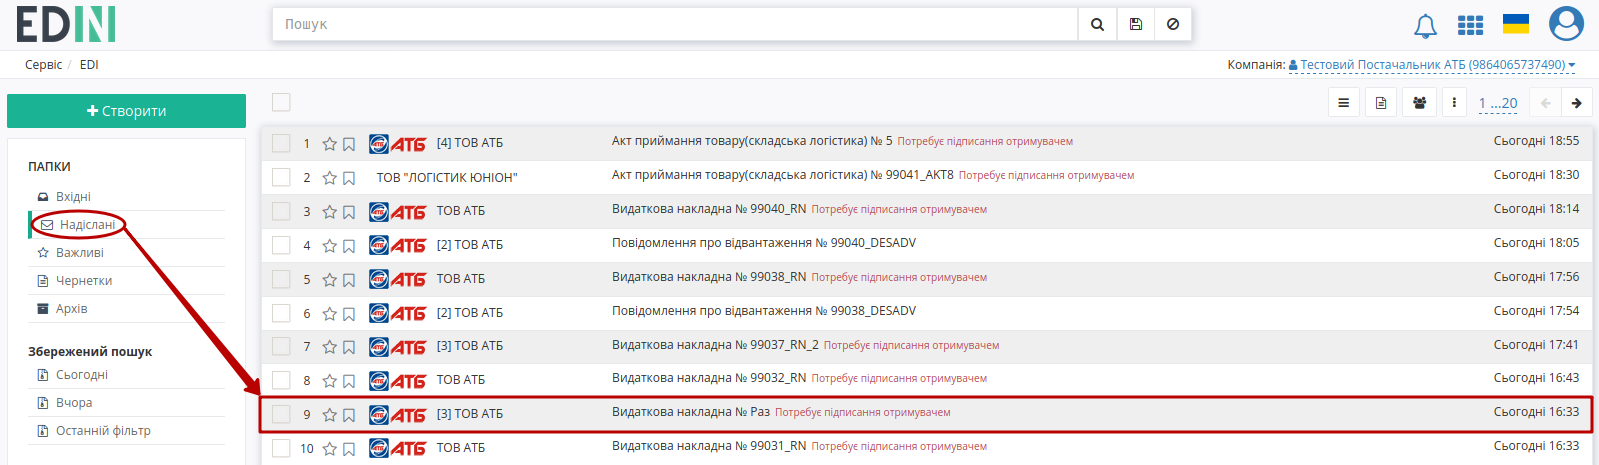 EDIN
Пошук
Сервіс / EDI
Компанія: Тестовий Постачальник АТБ (9864065737490)
+ Створити
1 ...20
ПАПКИ
Вхідні
Надіслані
Важливі
Чернетки
Архів
Збережений пошук
Сьогодні
Вчора
Останній фільтр
1 АТБ [4] ТОВ АТБ Акт приймання товару(складська логістика) № 5 Потребує підписання отримувачем Сьогодні 18:55
2 ТОВ "ЛОГІСТИК ЮНІОН" Акт приймання товару(складська логістика) № 99041_АКТ8 Потребує підписання отримувачем Сьогодні 18:30
3 АТБ ТОВ АТБ Видаткова накладна № 99040_RN Потребує підписання отримувачем Сьогодні 18:14
4 АТБ [2] ТОВ АТБ Повідомлення про відвантаження № 99040_DESADV Сьогодні 18:05
5 АТБ ТОВ АТБ Видаткова накладна № 99038_RN Потребує підписання отримувачем Сьогодні 17:56
6 АТБ [2] ТОВ АТБ Повідомлення про відвантаження № 99038_DESADV Сьогодні 17:54
7 АТБ [3] ТОВ АТБ Видаткова накладна № 99037_RN_2 Потребує підписання отримувачем Сьогодні 17:41
8 АТБ ТОВ АТБ Видаткова накладна № 99032_RN Потребує підписання отримувачем Сьогодні 16:43
9 АТБ [3] ТОВ АТБ Видаткова накладна № Раз Потребує підписання отримувачем Сьогодні 16:33
10 АТБ ТОВ АТБ Видаткова накладна № 99031_RN Потребує підписання отримувачем Сьогодні 16:33